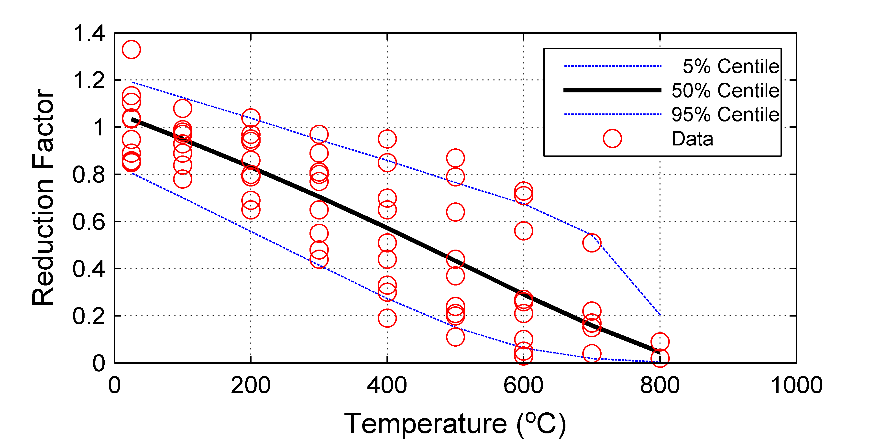 1.4
1.2
1
0.8
0.6
0.4
0.2
0
0 200 400 600 800 1000
Reduction Factor
Temperature (°C)
5% Centile
50% Centile
95% Centile
Data